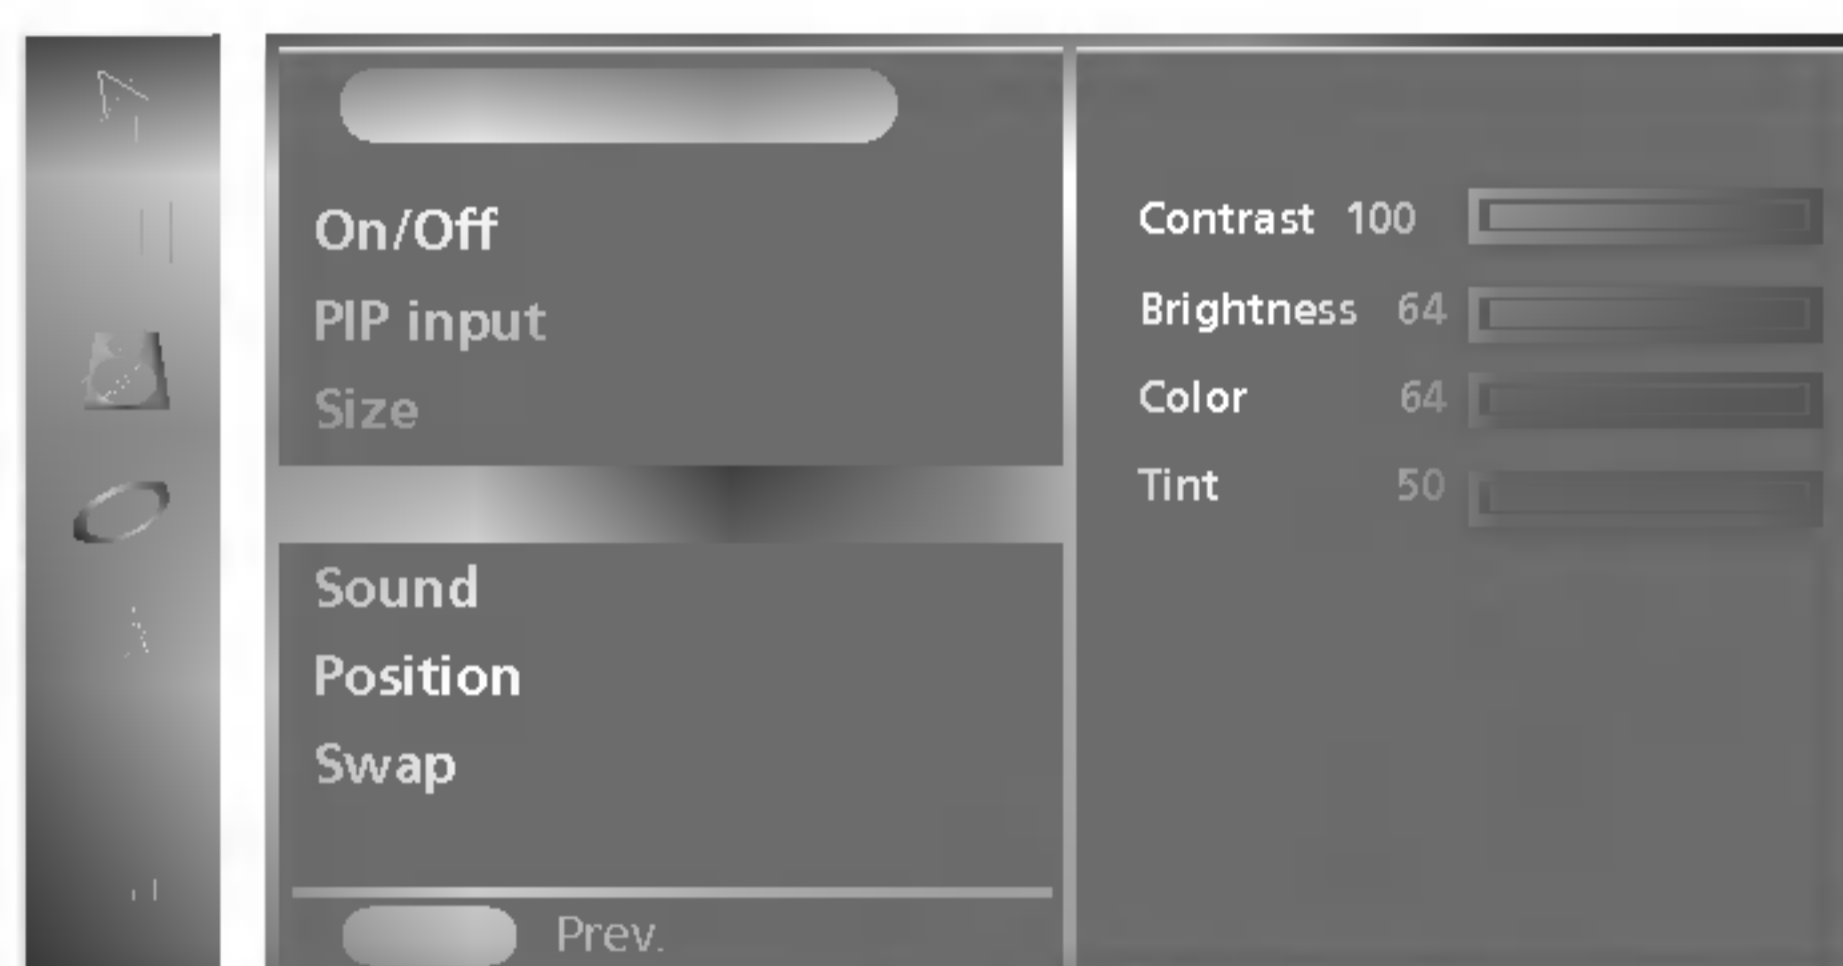 On/Off
PIP input
Size
Sound
Position
Swap
Prev.
Contrast 100
Brightness 64
Color 64
Tint 50